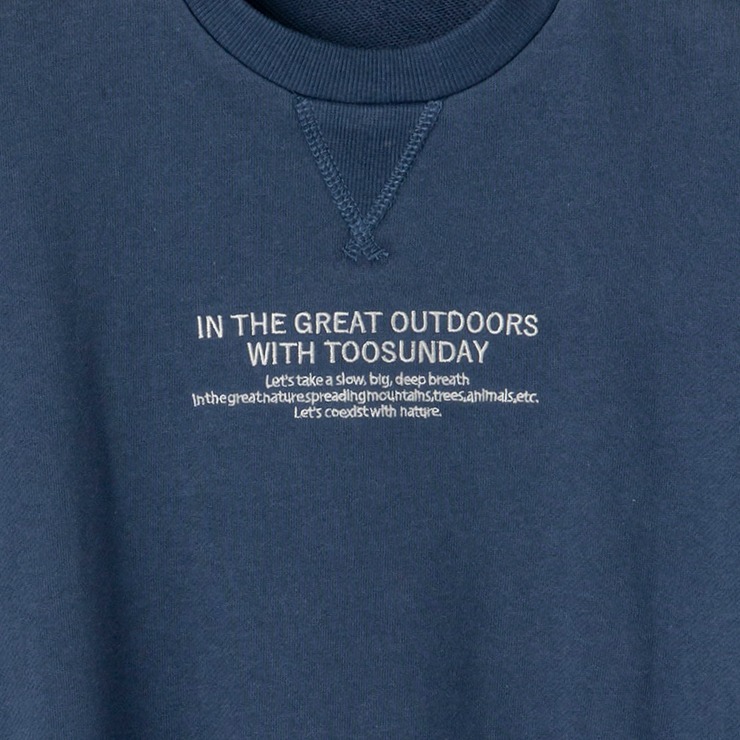 IN THE GREAT OUTDOORS
WITH TOOSUNDAY
Let's take a slow, big, deep breath
In the great nature spreading mountains, trees, animals, etc.
Let's coexist with nature.